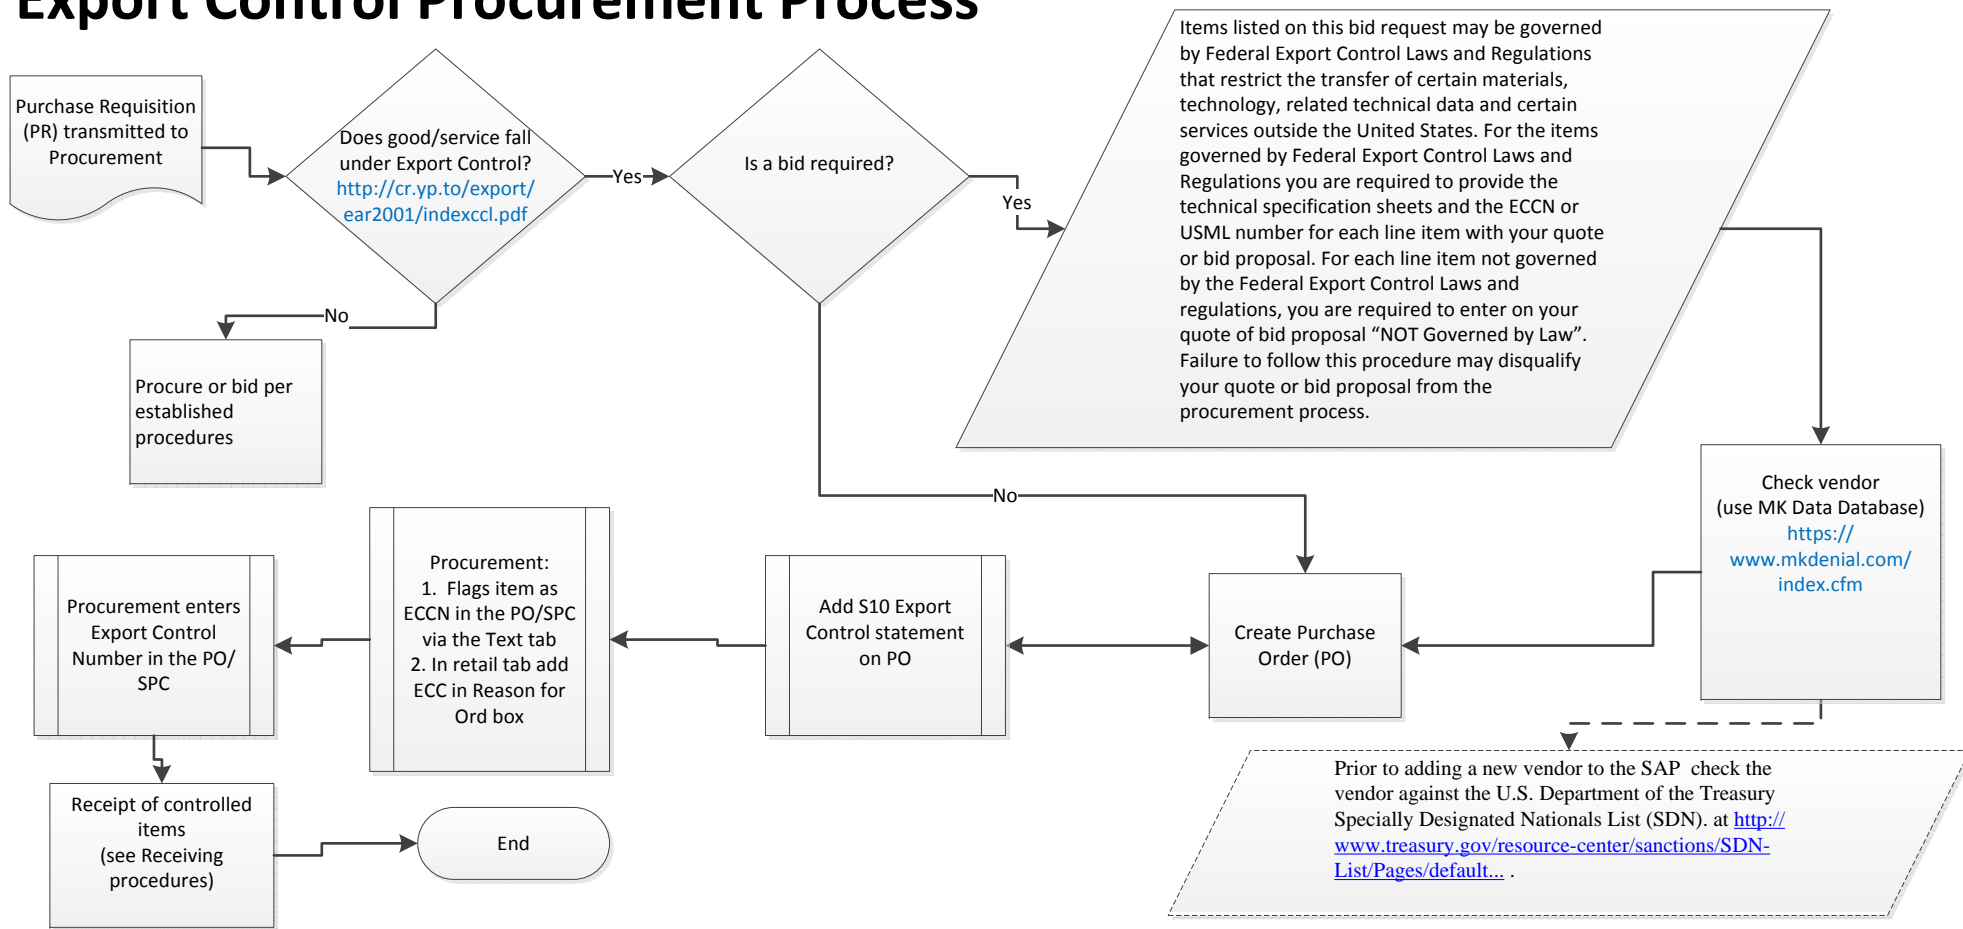 Export Control Procurement Process
Purchase Requisition
(PR) transmitted to
Procurement
Does good/service fall
under Export Control?
http://cr.yp.to/export/
ear2001/indexccl.pdf
Yes
Is a bid required?
Yes
Items listed on this bid request may be governed
by Federal Export Control Laws and Regulations
that restrict the transfer of certain materials,
technology, related technical data and certain
services outside the United States. For the items
governed by Federal Export Control Laws and
Regulations you are required to provide the
technical specification sheets and the ECCN or
USML number for each line item with your quote
or bid proposal. For each line item not governed
by the Federal Export Control Laws and
regulations, you are required to enter on your
quote of bid proposal “NOT Governed by Law”.
Failure to follow this procedure may disqualify
your quote or bid proposal from the
procurement process.
No
Procure or bid per
established
procedures
No
Check vendor
(use MK Data Database)
https://
www.mkdenial.com/
index.cfm
Procurement enters
Export Control
Number in the PO/
SPC
Procurement:
1. Flags item as
ECCN in the PO/SPC
via the Text tab
2. In retail tab add
ECC in Reason for
Ord box
Add S10 Export
Control statement
on PO
Create Purchase
Order (PO)
Receipt of controlled
items
(see Receiving
procedures)
End
Prior to adding a new vendor to the SAP check the
vendor against the U.S. Department of the Treasury
Specially Designated Nationals List (SDN). at http://
www.treasury.gov/resource-center/sanctions/SDN-
List/Pages/default... .